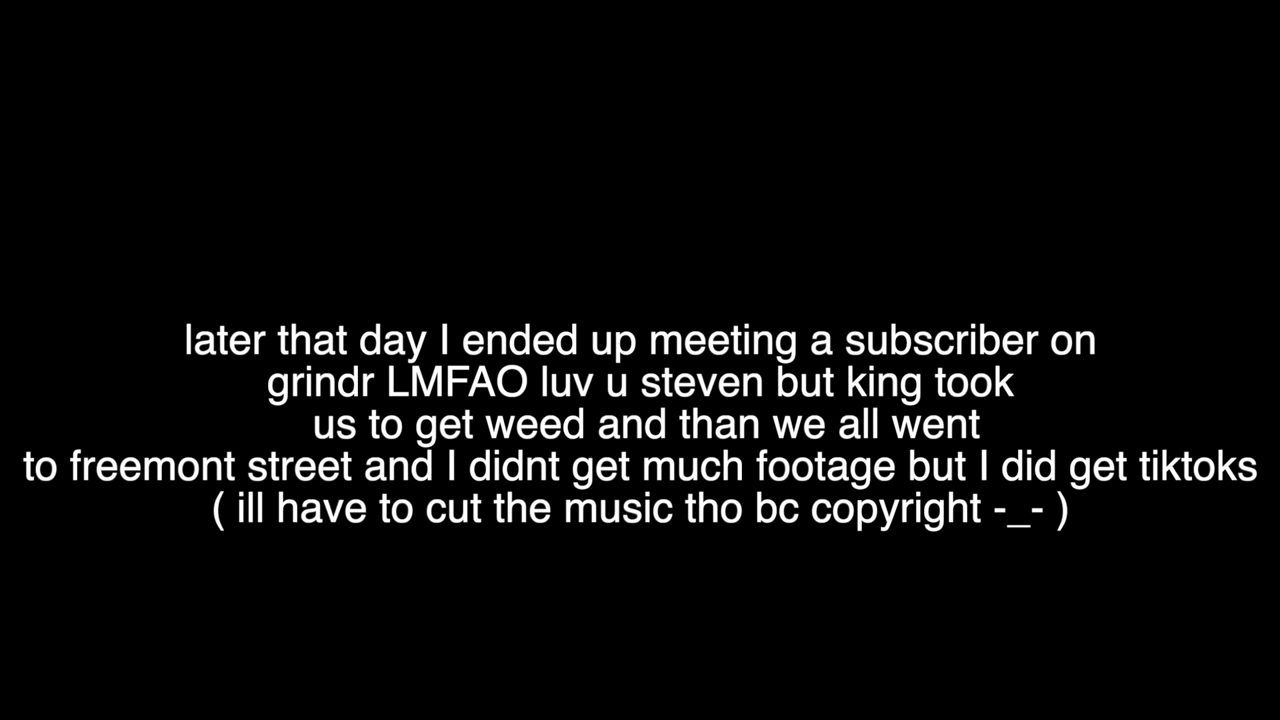 later that day I ended up meeting a subscriber on
grindr LMFAO luv u steven but king took
us to get weed and than we all went
to freemont street and I didnt get much footage but I did get tiktoks
( ill have to cut the music tho bc copyright -_- )